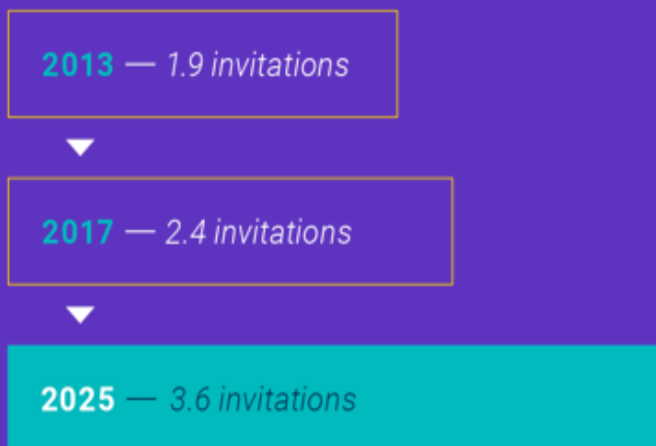 2013 — 1.9 invitations
2017 — 2.4 invitations
2025 — 3.6 invitations